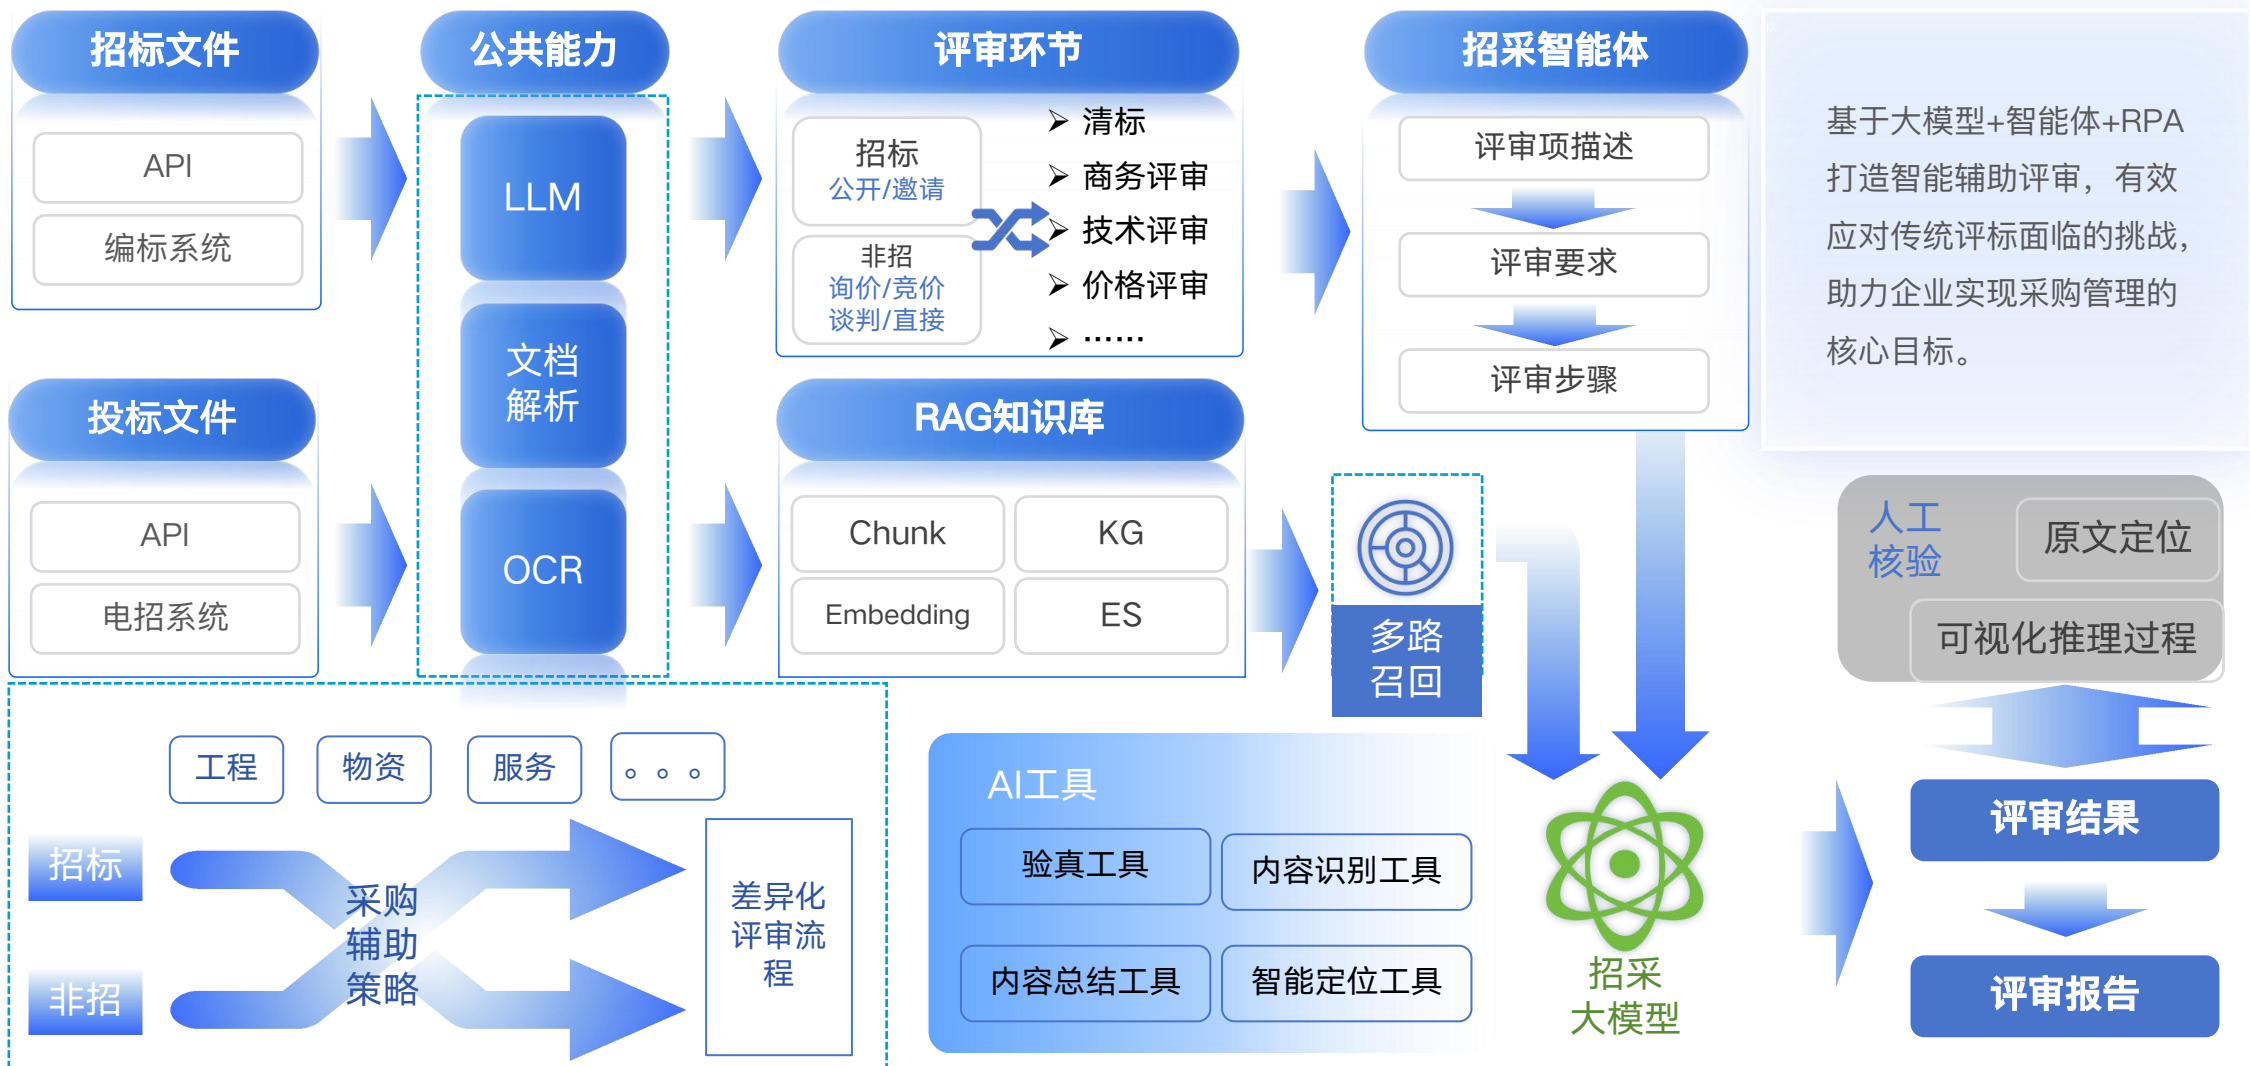 招标文件
API
编标系统
投标文件
API
电招系统
公共能力
LLM
文档
解析
OCR
评审环节
招标
公开/邀请
非招
询价/竞价
谈判/直接
➢ 清标
➢ 商务评审
➢ 技术评审
➢ 价格评审
➢ ……
RAG知识库
Chunk
KG
Embedding
ES
招采智能体
评审项描述
评审要求
评审步骤
多路
召回
基于大模型+智能体+RPA
打造智能辅助评审，有效
应对传统评标面临的挑战，
助力企业实现采购管理的
核心目标。
人工
核验
原文定位
可视化推理过程
工程
物资
服务
。。。
招标
非招
采购
辅助
策略
差异化
评审流
程
AI工具
验真工具
内容识别工具
内容总结工具
智能定位工具
招采
大模型
评审结果
评审报告